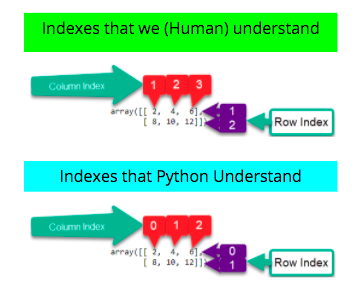 Indexes that we (Human) understand
Column Index
1 2 3
array([[ 2, 4, 6], 1
[ 8, 10, 12]]) 2
Row Index
Indexes that Python Understand
Column Index
0 1 2
array([[ 2, 4, 6], 0
[ 8, 10, 12]]) 1
Row Index